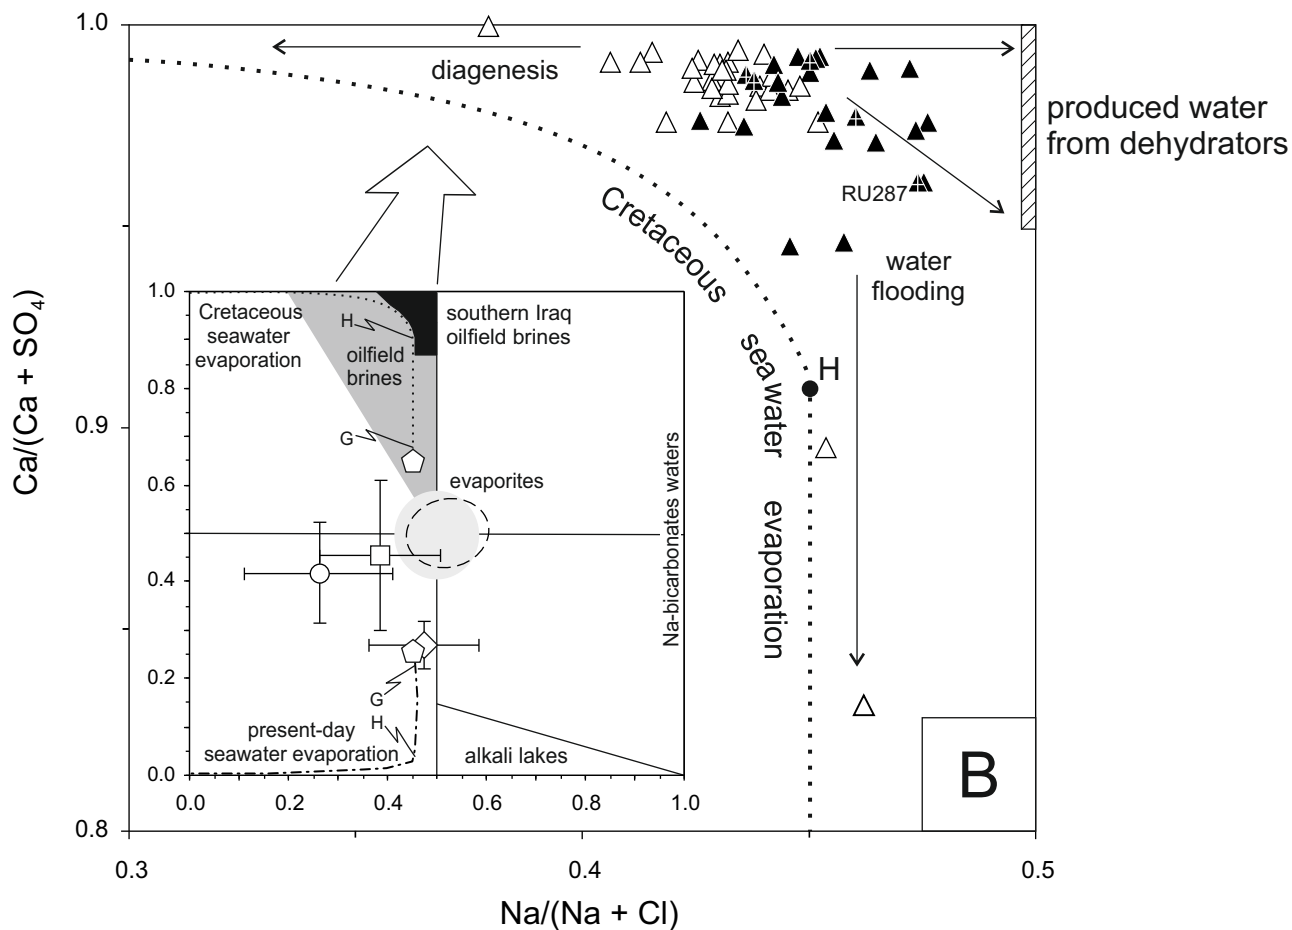 1.0
diagenesis
produced water
from dehydrators
RU287
Cretaceous seawater evaporation
water
flooding
H
Ca/(Ca + SO4)
0.9
0.8
0.3
0.4
0.5
Na/(Na + Cl)
B
1.0
Cretaceous
seawater
evaporation
H
oilfield
brines
southern Iraq
oilfield brines
0.8
G
0.6
evaporites
Na-bicarbonates waters
0.4
0.2
G
H
present-day
seawater evaporation
alkali lakes
0.0
0.0
0.2
0.4
0.6
0.8
1.0